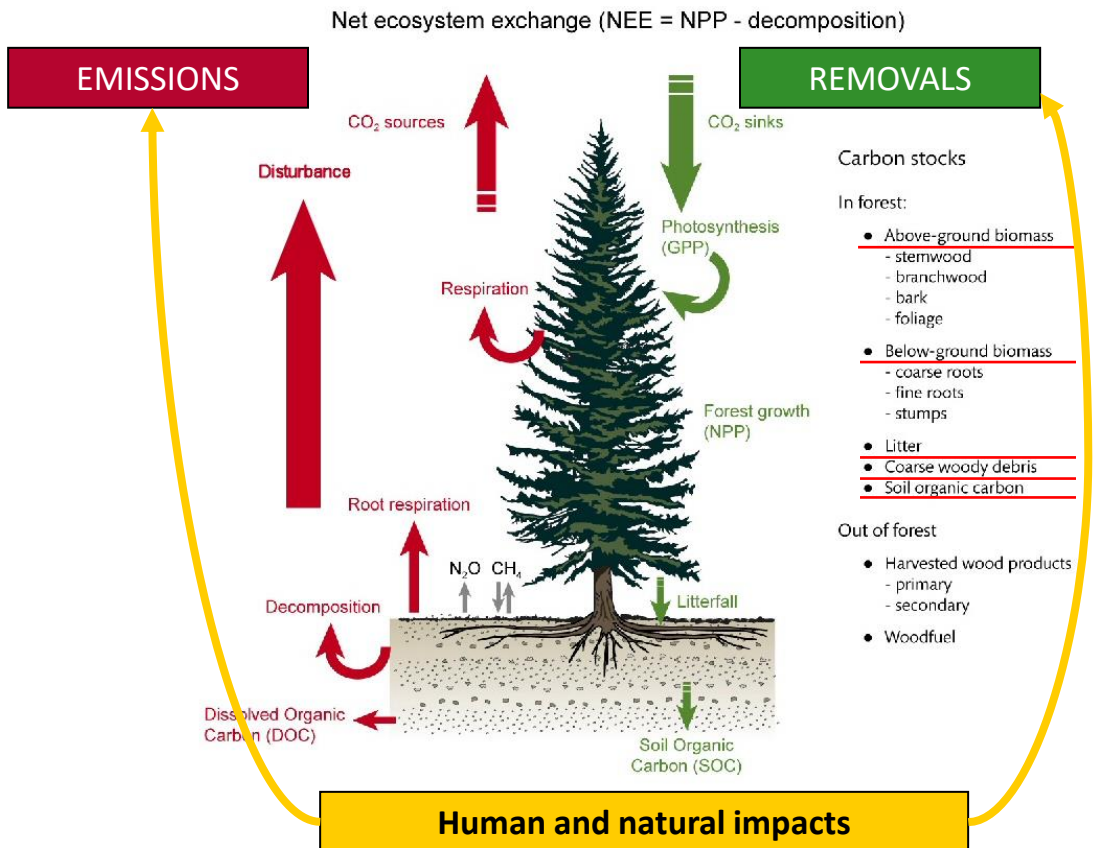 Net ecosystem exchange (NEE = NPP - decomposition)
EMISSIONS
REMOVALS
CO₂ sources
CO₂ sinks
Disturbance
Photosynthesis
(GPP)
Respiration
Forest growth
(NPP)
Root respiration
N₂O
CH₄
Decomposition
Litterfall
Dissolved Organic
Carbon (DOC)
Soil Organic
Carbon (SOC)
Carbon stocks
In forest:
● Above-ground biomass
- stemwood
- branchwood
- bark
- foliage
● Below-ground biomass
- coarse roots
- fine roots
- stumps
● Litter
● Coarse woody debris
● Soil organic carbon
Out of forest
● Harvested wood products
- primary
- secondary
● Woodfuel
Human and natural impacts